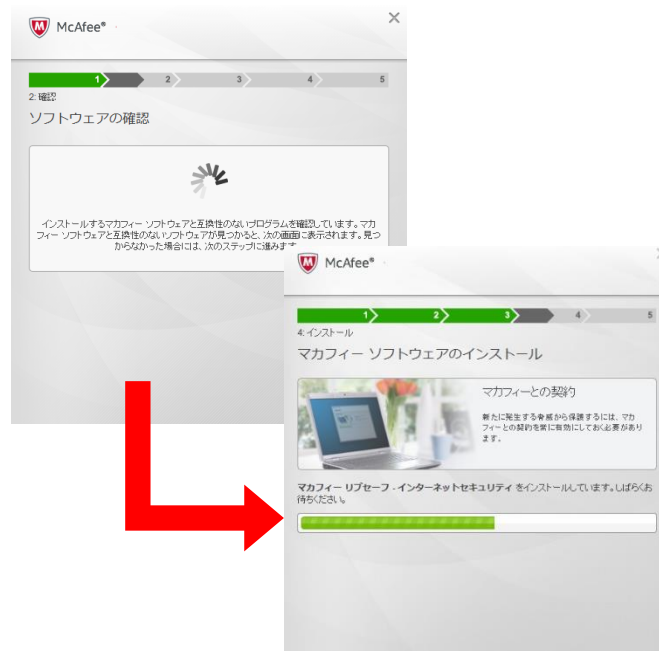 McAfee®
1 2 3 4 5
2: 確認
ソフトウェアの確認
インストールするマカフィー ソフトウェアと互換性のないプログラムを確認しています。マカ
フィー ソフトウェアと互換性のないソフトウェアが見つかると、次の画面に表示されます。見つ
からなかった場合には、次のステップに進みます
McAfee®
1 2 3 4 5
4: インストール
マカフィー ソフトウェアのインストール
マカフィーとの契約
新たに発生する脅威から保護するには、マカ
フィーとの契約を常に有効にしておく必要があり
ます。
マカフィー リブセーフ - インターネットセキュリティ をインストールしています。しばらくお
待ちください。